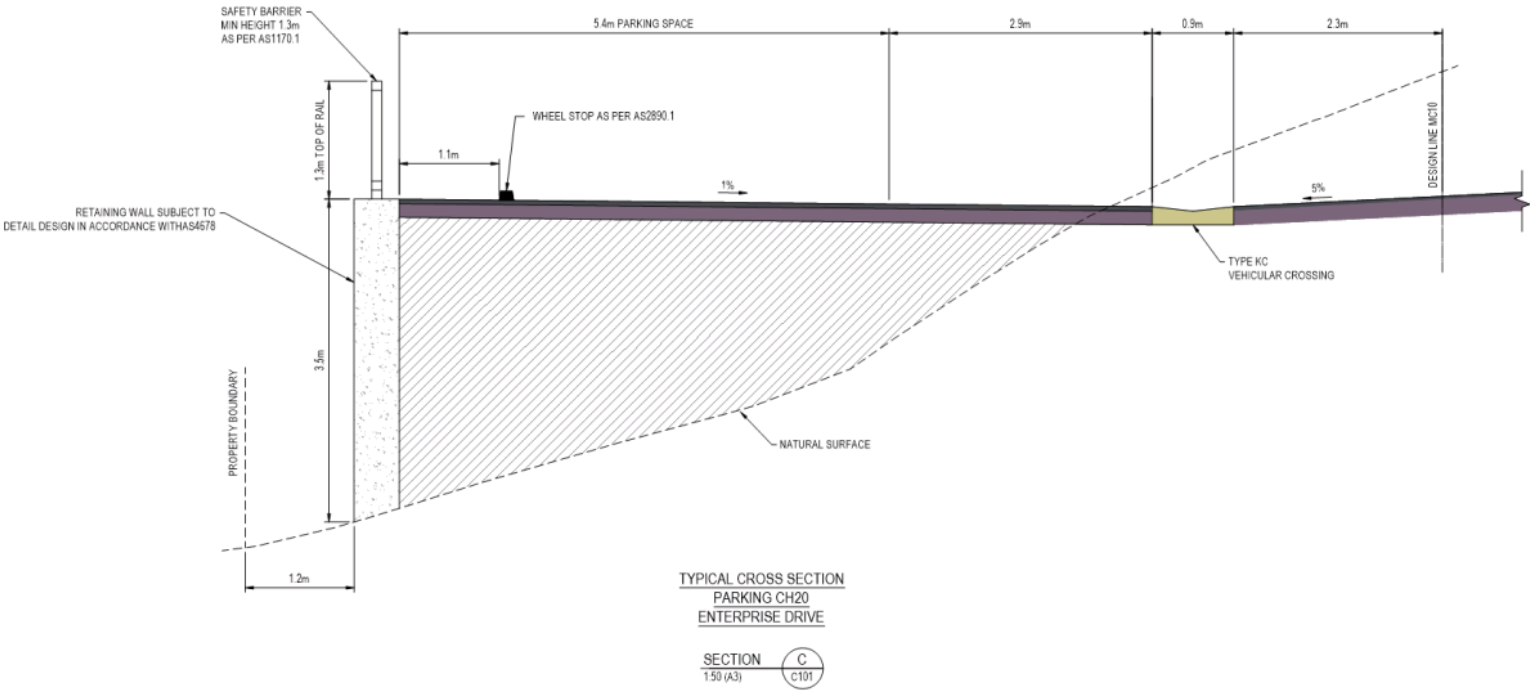 SAFETY BARRIER
MIN HEIGHT 1.3m
AS PER AS1170.1
5.4m PARKING SPACE
2.9m
0.9m
2.3m
1.3m TOP OF RAIL
WHEEL STOP AS PER AS2890.1
1.1m
DESIGN LINE MC10
1%
5%
RETAINING WALL SUBJECT TO
DETAIL DESIGN IN ACCORDANCE WITHAS4678
TYPE KC
VEHICULAR CROSSING
3.5m
PROPERTY BOUNDARY
NATURAL SURFACE
1.2m
TYPICAL CROSS SECTION
PARKING CH20
ENTERPRISE DRIVE
SECTION
1:50 (A3)
C
C101